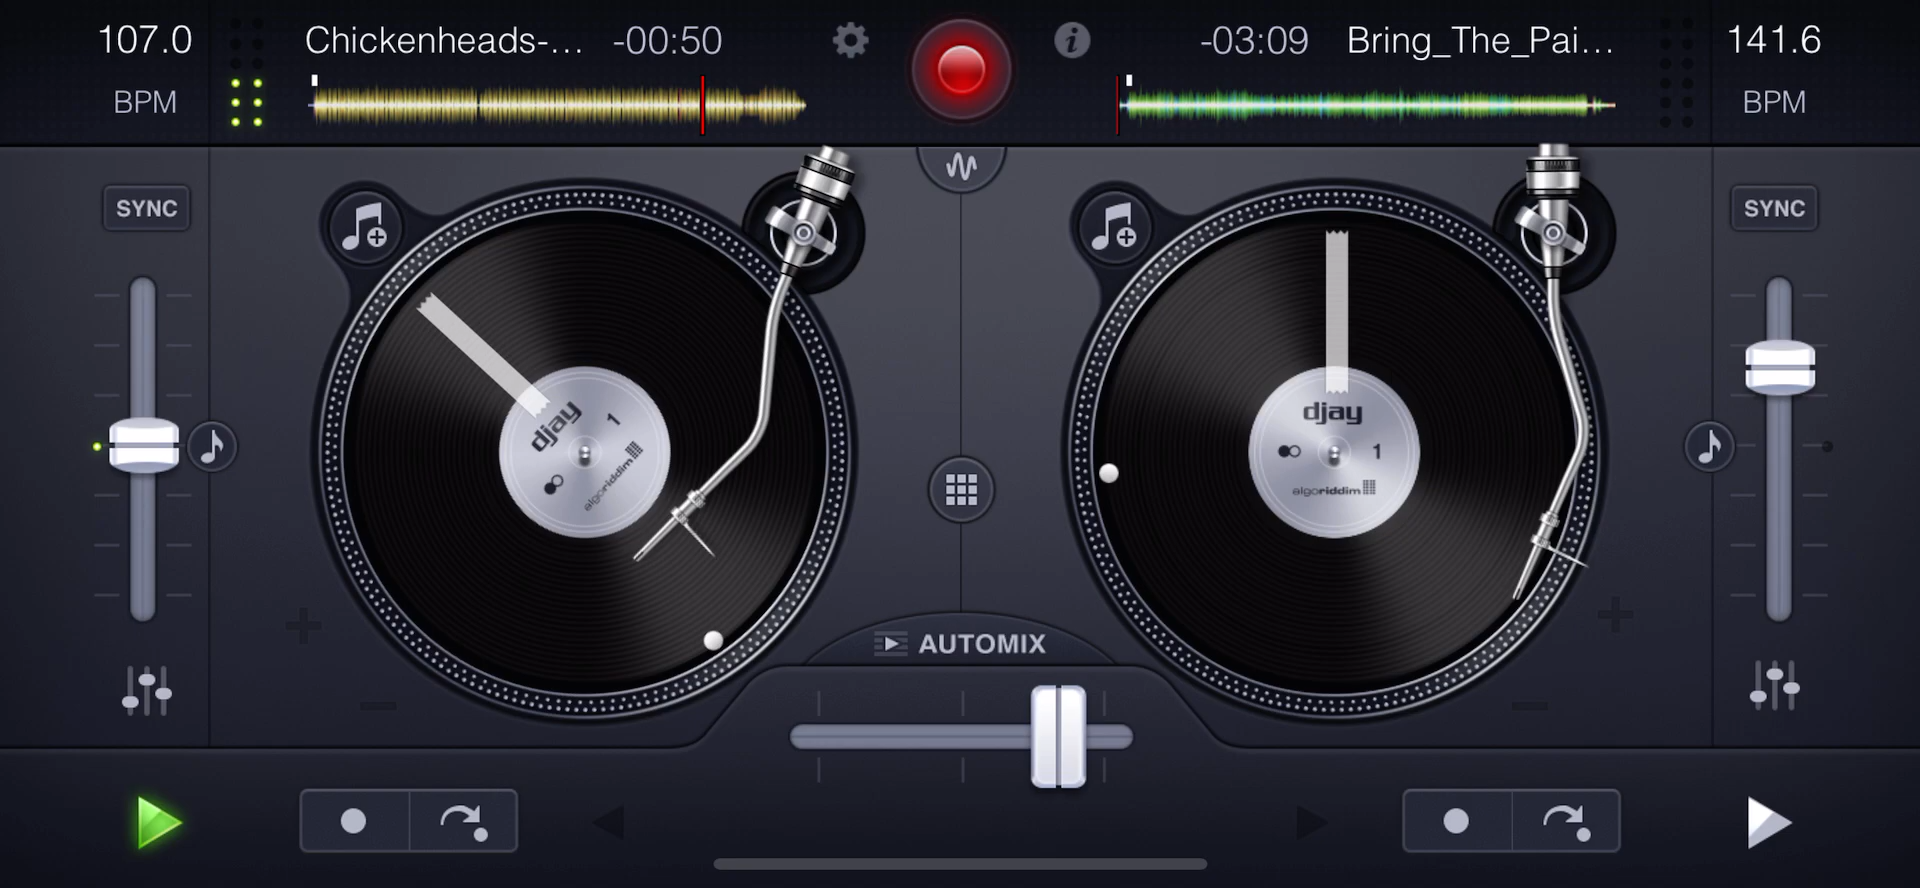 107.0
BPM
Chickenheads-...
-00:50
-03:09
Bring_The_Pai...
141.6
BPM
SYNC
SYNC
djay
1
algoriddim
djay
1
algoriddim
AUTOMIX